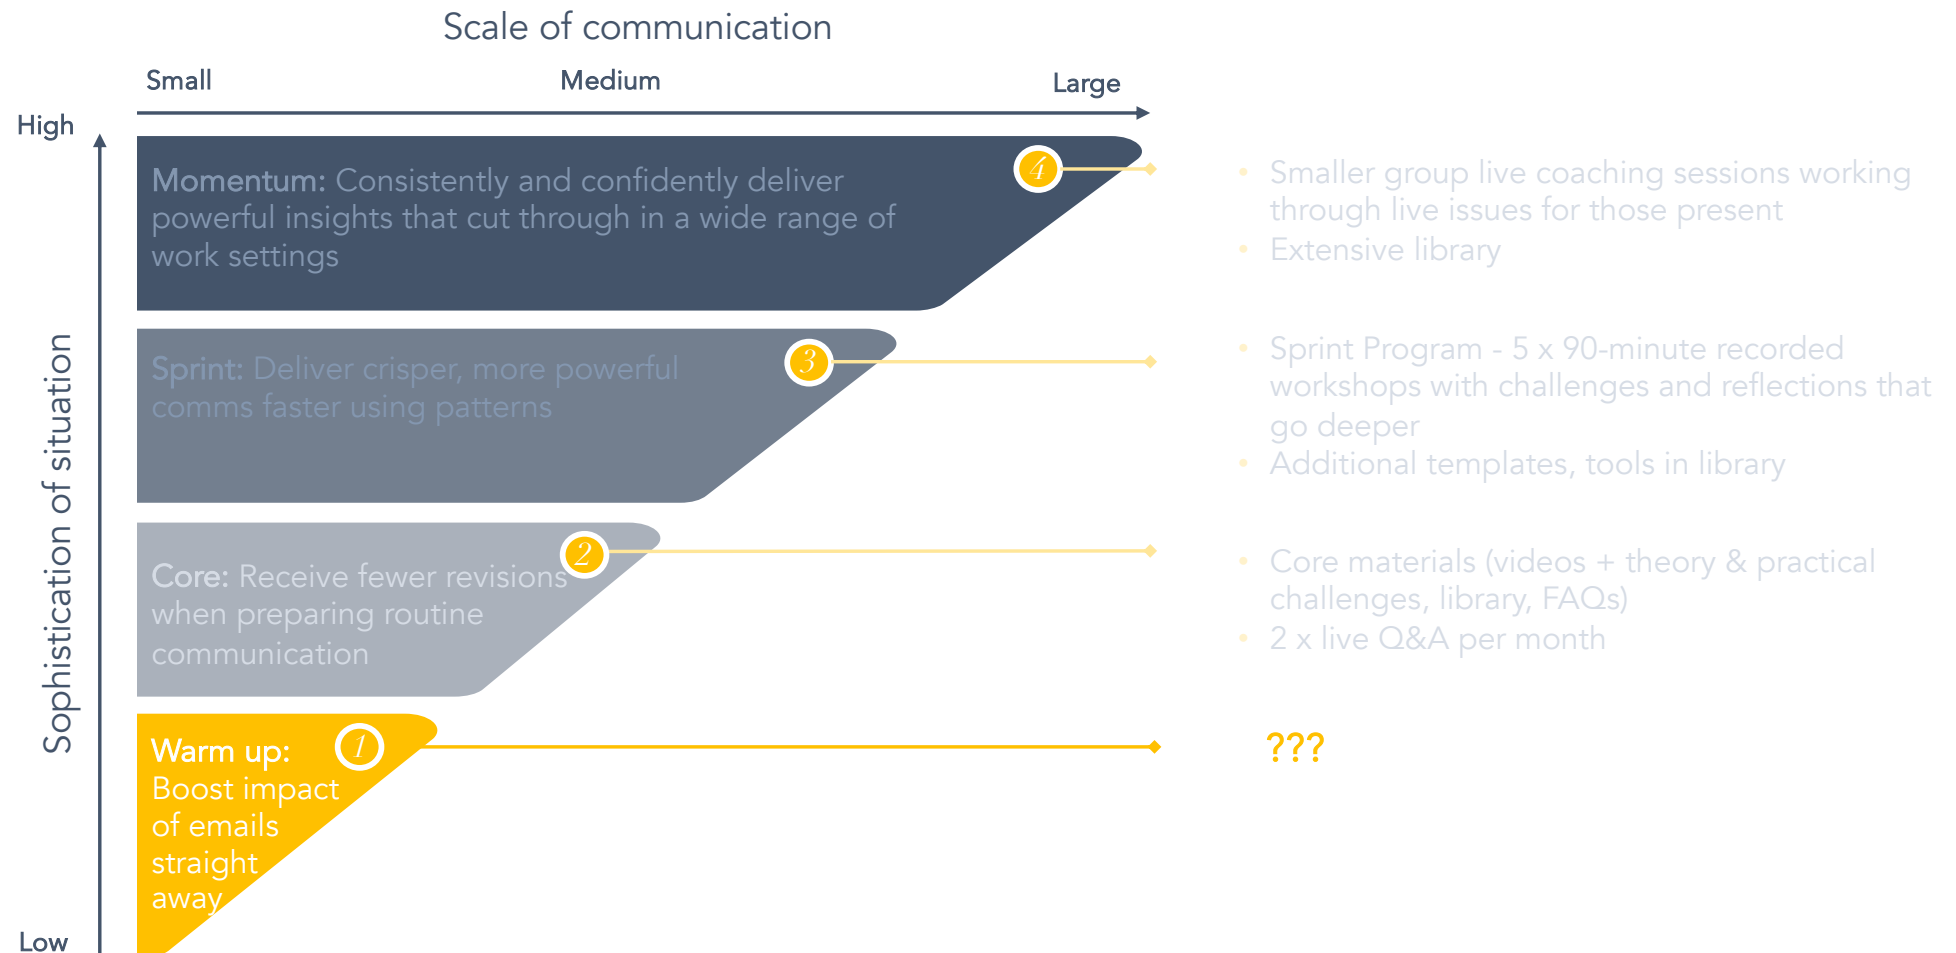 Scale of communication
Small
Medium
Large
High
Momentum: Consistently and confidently deliver
powerful insights that cut through in a wide range of
work settings
4
• Smaller group live coaching sessions working
through live issues for those present
• Extensive library
Sprint: Deliver crisper, more powerful
comms faster using patterns
3
• Sprint Program - 5 x 90-minute recorded
workshops with challenges and reflections that
go deeper
• Additional templates, tools in library
Sophistication of situation
Core: Receive fewer revisions
when preparing routine
communication
2
• Core materials (videos + theory & practical
challenges, library, FAQs)
• 2 x live Q&A per month
Warm up:
Boost impact
of emails
straight
away
1
???
Low